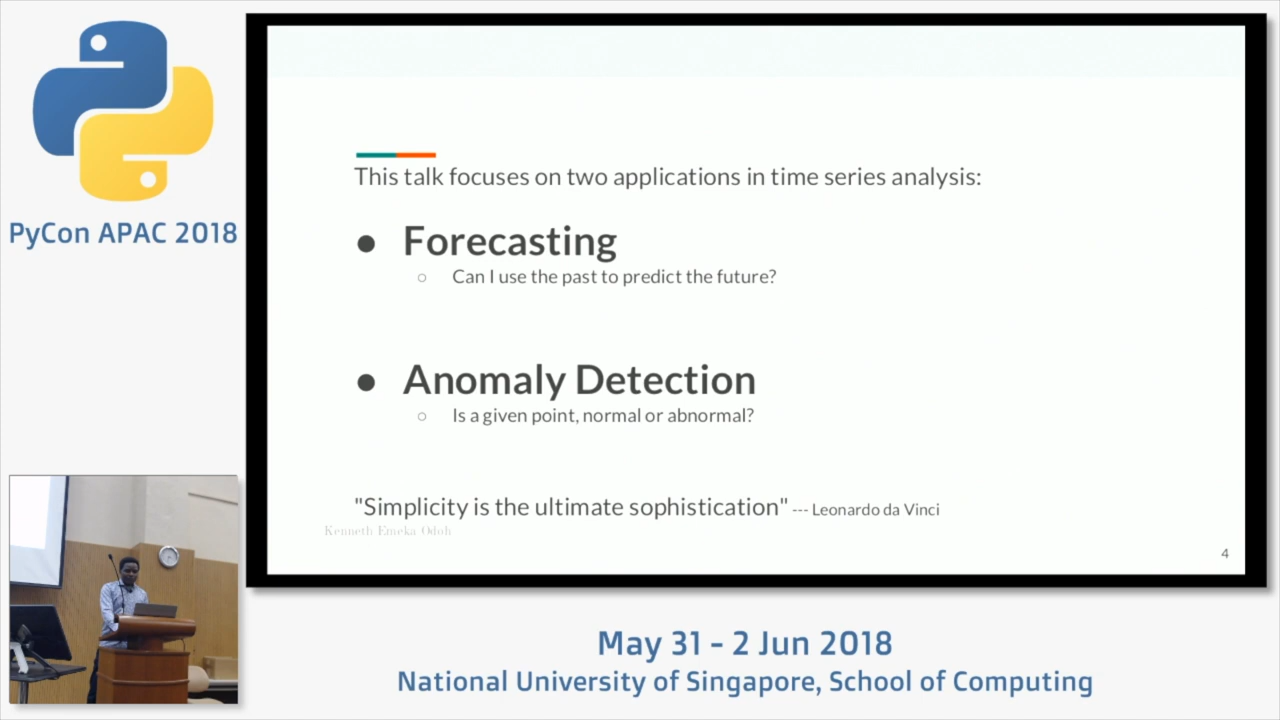 PyCon APAC 2018
This talk focuses on two applications in time series analysis:
● Forecasting
○ Can I use the past to predict the future?
● Anomaly Detection
○ Is a given point, normal or abnormal?
"Simplicity is the ultimate sophistication" --- Leonardo da Vinci
Kenneth Emeka Odoh
4
May 31 - 2 Jun 2018
National University of Singapore, School of Computing